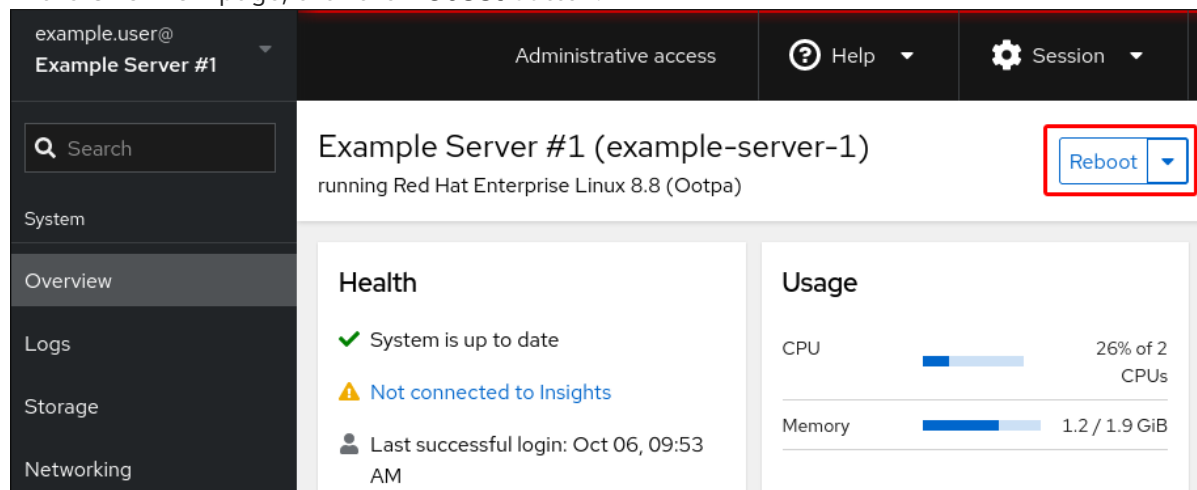 example.user@
Example Server #1
Administrative access
Help
Session
Search
Example Server #1 (example-server-1)
running Red Hat Enterprise Linux 8.8 (Ootpa)
Reboot
System
Overview
Logs
Storage
Networking
Health
System is up to date
Not connected to Insights
Last successful login: Oct 06, 09:53
AM
Usage
CPU
26% of 2
CPUs
Memory
1.2 / 1.9 GiB